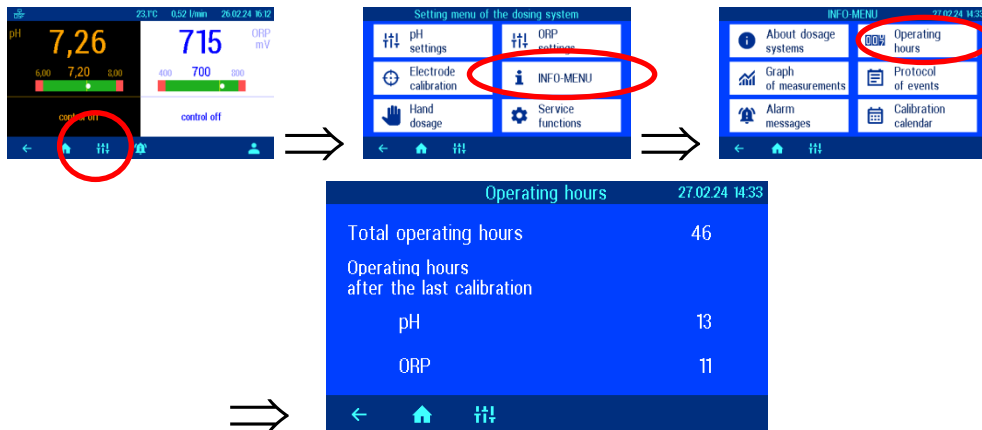 23,1°C 0,52 l/min 26.02.24 16:12
pH 7,26
715 ORP
mV
6,00 7,20 8,00
400 700 800
control off
control off
Setting menu of the dosing system
pH
settings
ORP
settings
Electrode
calibration
INFO-MENU
Hand
dosage
Service
functions
INFO-MENU 27.02.24 14:33
About dosage
systems
Operating
hours
Graph
of measurements
Protocol
of events
Alarm
messages
Calibration
calendar
Operating hours 27.02.24 14:33
Total operating hours 46
Operating hours
after the last calibration
pH 13
ORP 11